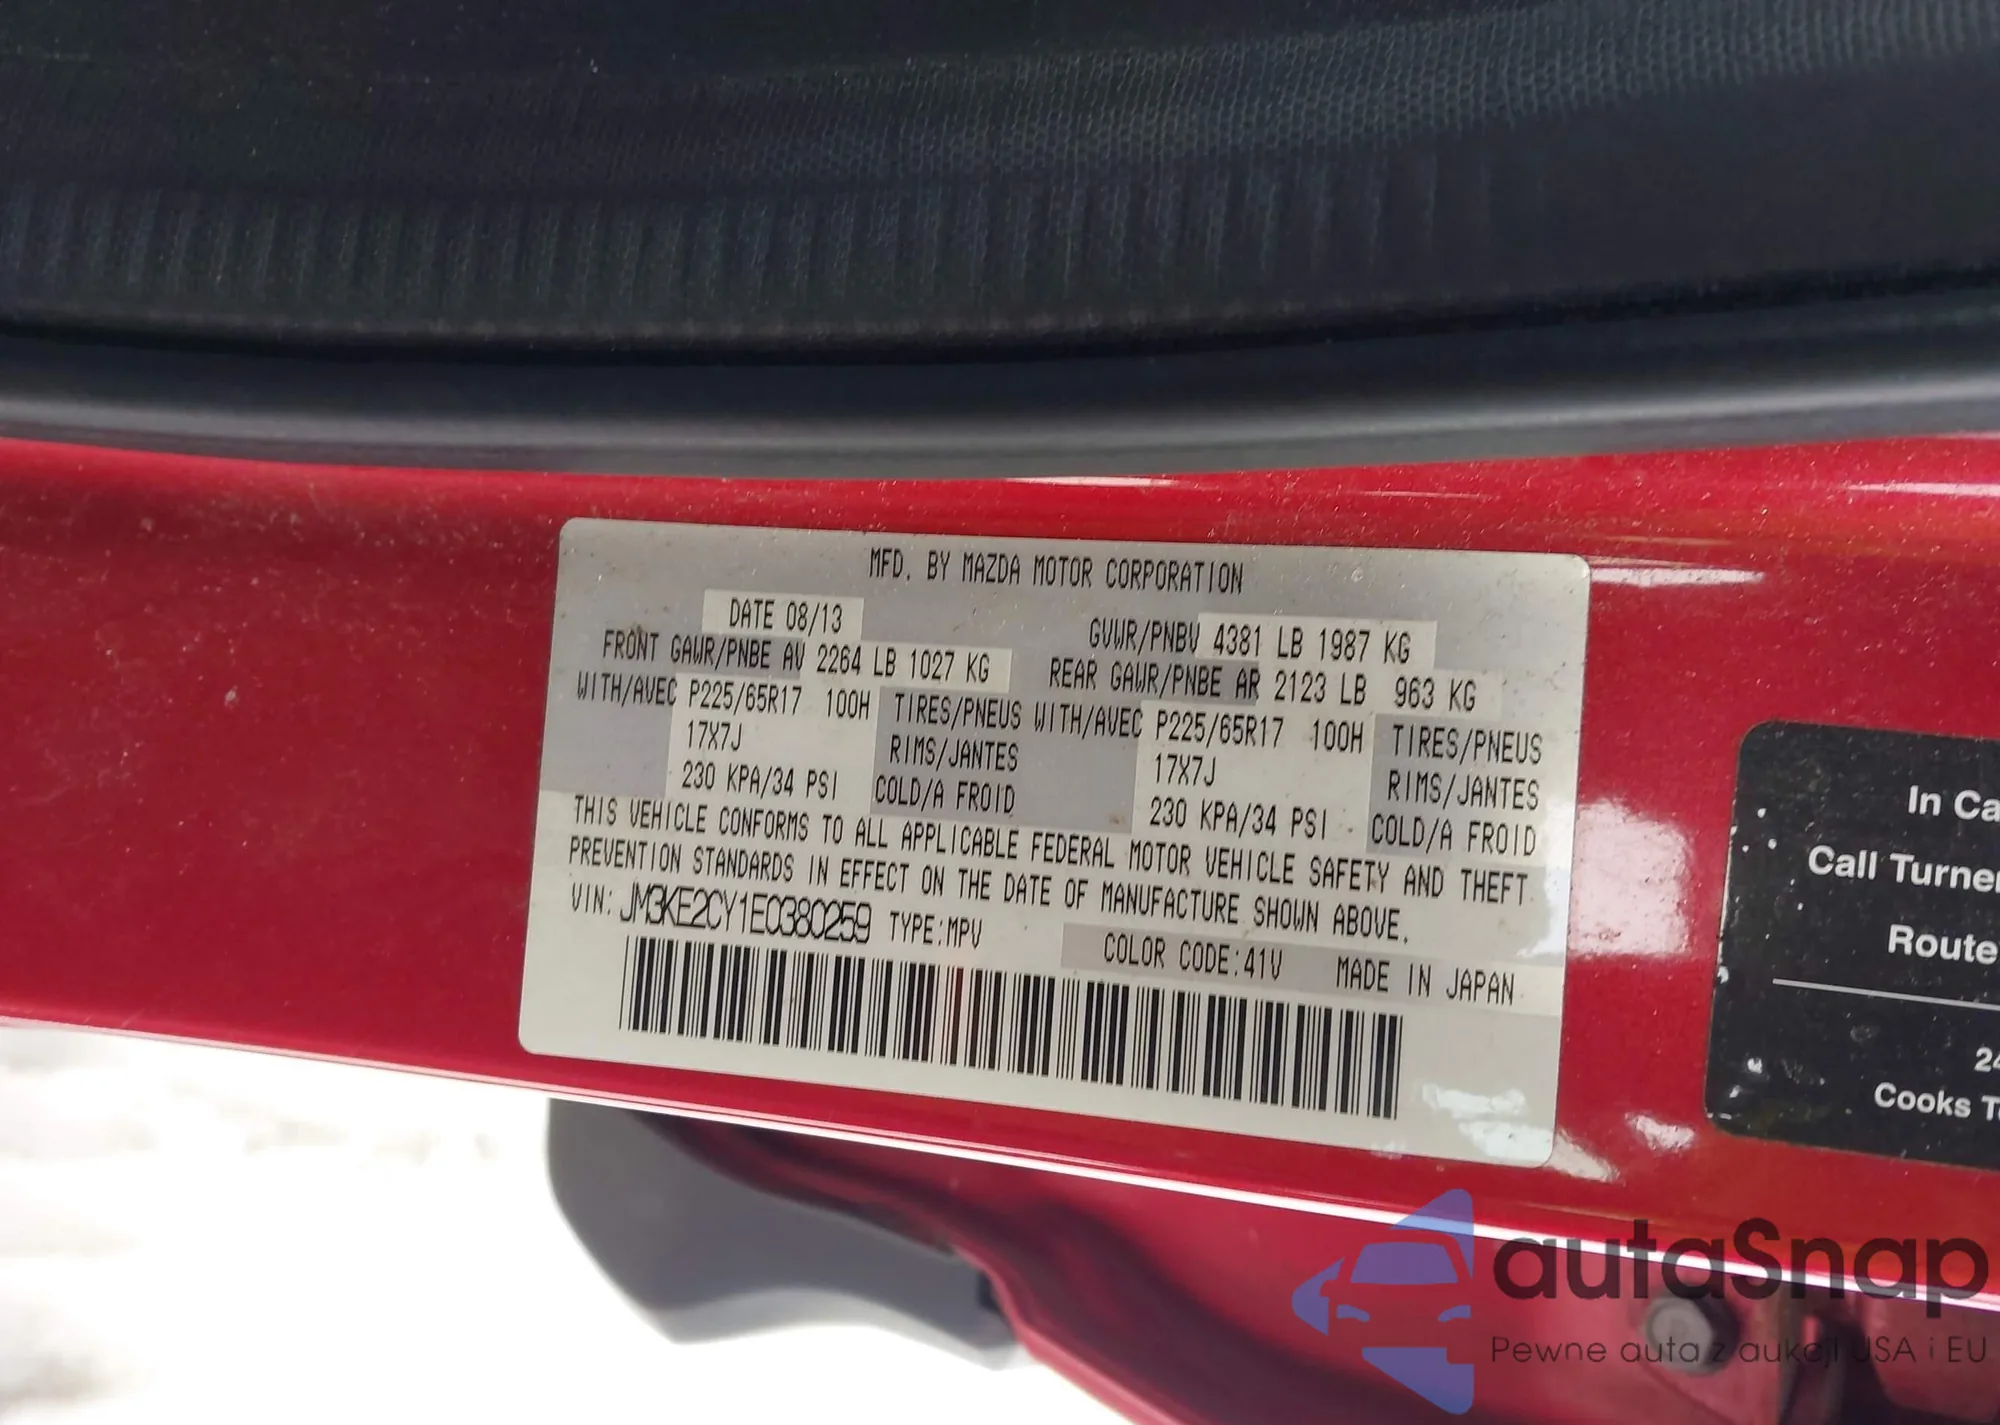 MFD. BY MAZDA MOTOR CORPORATION
DATE 08/13 GVWR/PNBV 4381 LB 1987 KG
FRONT GAWR/PNBE AV 2264 LB 1027 KG REAR GAWR/PNBE AR 2123 LB 963 KG
WITH/AVEC P225/65R17 100H TIRES/PNEUS WITH/AVEC P225/65R17 100H TIRES/PNEUS
17X7J RIMS/JANTES 17X7J RIMS/JANTES
230 KPA/34 PSI COLD/A FROID 230 KPA/34 PSI COLD/A FROID
THIS VEHICLE CONFORMS TO ALL APPLICABLE FEDERAL MOTOR VEHICLE SAFETY AND THEFT
PREVENTION STANDARDS IN EFFECT ON THE DATE OF MANUFACTURE SHOWN ABOVE.
VIN: JM3KE2CY1E0380259 TYPE:MPV
COLOR CODE:41V MADE IN JAPAN
In Ca
Call Turne
Route
24
Cooks T
autaSnap
Pewne auta z aukcji USA i EU